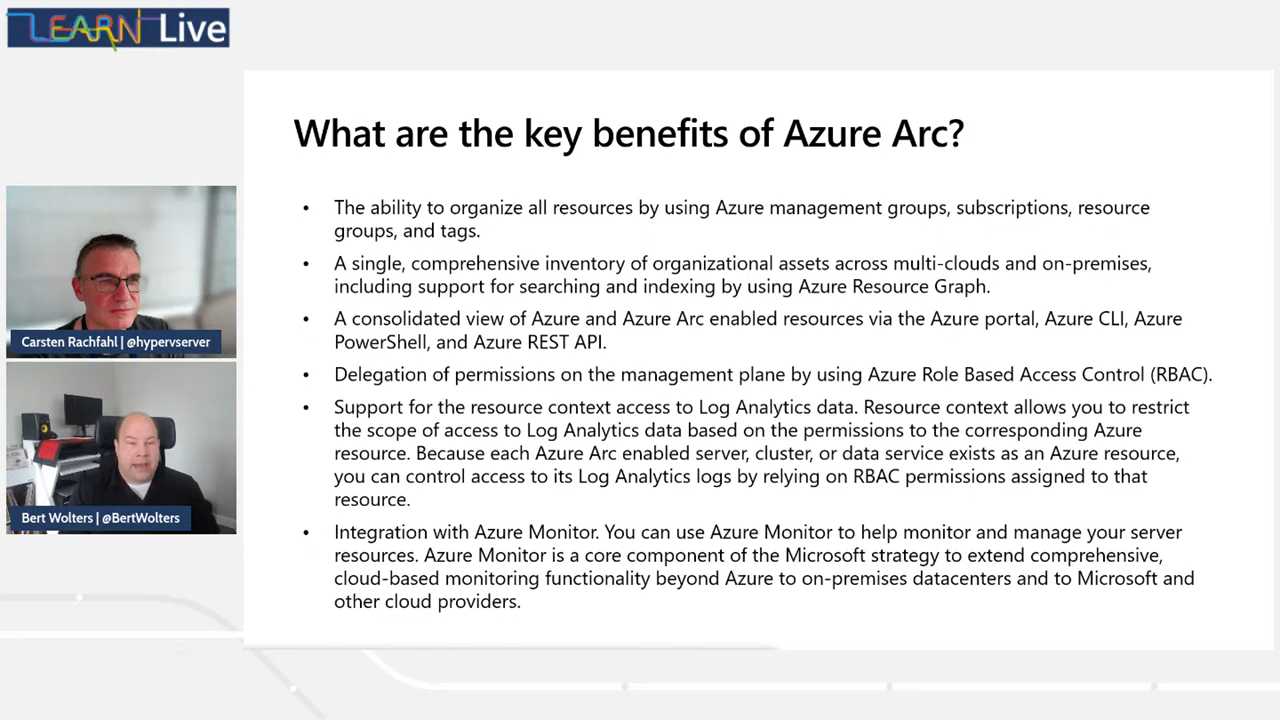 LEARN Live
What are the key benefits of Azure Arc?
• The ability to organize all resources by using Azure management groups, subscriptions, resource
groups, and tags.
• A single, comprehensive inventory of organizational assets across multi-clouds and on-premises,
including support for searching and indexing by using Azure Resource Graph.
• A consolidated view of Azure and Azure Arc enabled resources via the Azure portal, Azure CLI, Azure
PowerShell, and Azure REST API.
• Delegation of permissions on the management plane by using Azure Role Based Access Control (RBAC).
• Support for the resource context access to Log Analytics data. Resource context allows you to restrict
the scope of access to Log Analytics data based on the permissions to the corresponding Azure
resource. Because each Azure Arc enabled server, cluster, or data service exists as an Azure resource,
you can control access to its Log Analytics logs by relying on RBAC permissions assigned to that
resource.
• Integration with Azure Monitor. You can use Azure Monitor to help monitor and manage your server
resources. Azure Monitor is a core component of the Microsoft strategy to extend comprehensive,
cloud-based monitoring functionality beyond Azure to on-premises datacenters and to Microsoft and
other cloud providers.
Carsten Rachfahl | @hypervserver
Bert Wolters | @BertWolters